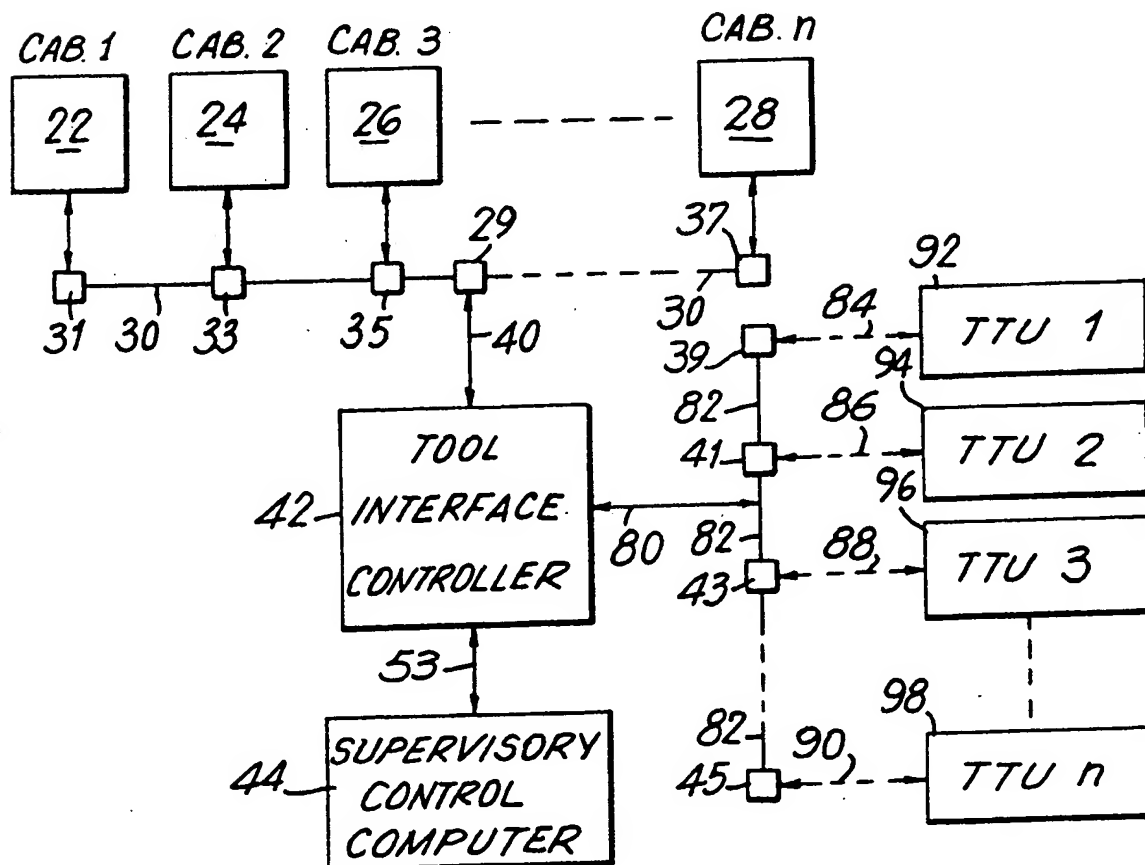 CAB. 1 CAB. 2 CAB. 3 CAB. n
22 24 26 28
29 37
31 30 33 35 30
40
92
84 TTU 1
39
94
82 86 TTU 2
41
96
TOOL
INTERFACE
CONTROLLER
42 80 82 88 TTU 3
43
53
98
82 90 TTU n
45
SUPERVISORY
CONTROL
COMPUTER
44